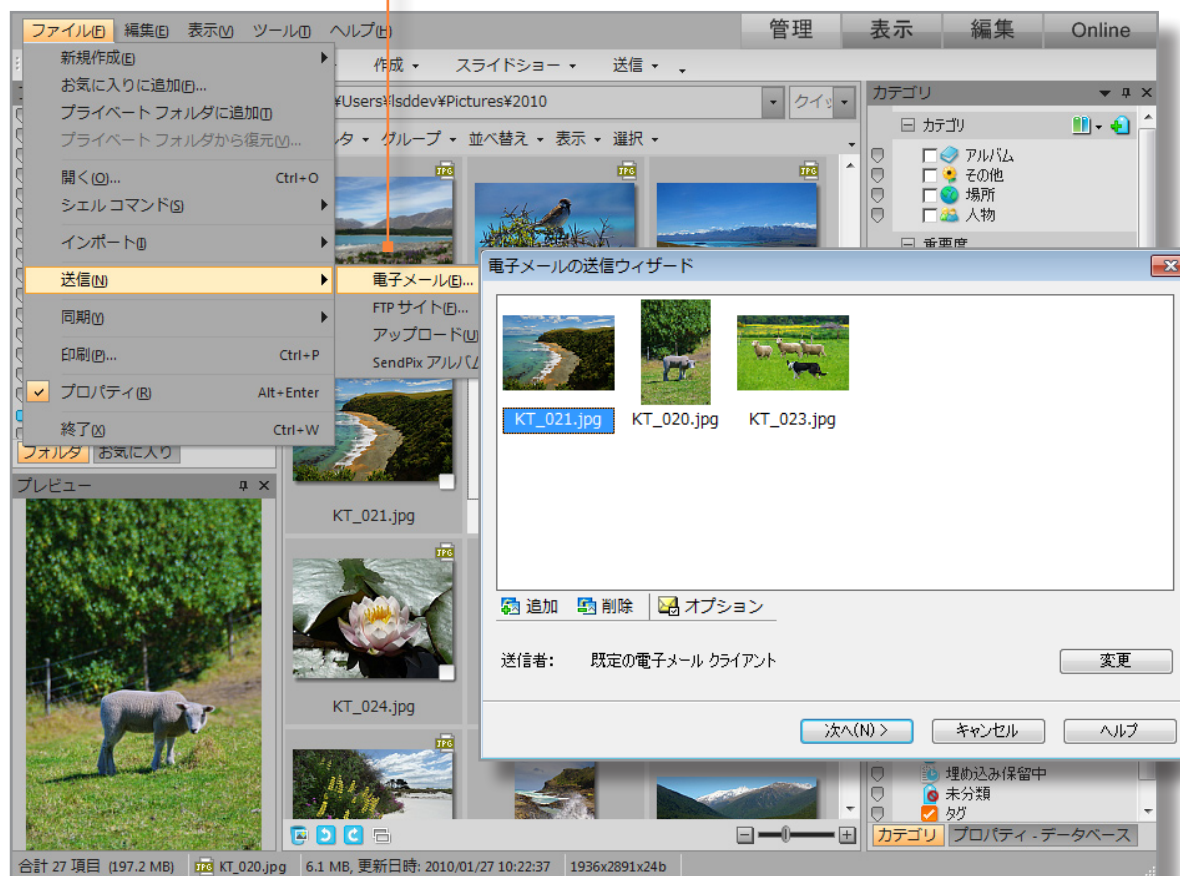 ファイル(F) 編集(E) 表示(V) ツール(T) ヘルプ(H)
管理 表示 編集 Online
新規作成(E)
お気に入りに追加(F)...
プライベート フォルダに追加(T)
プライベート フォルダから復元(V)...
開く(O)... Ctrl+O
シェル コマンド(S)
インポート(I)
送信(N)
同期(Y)
印刷(P)... Ctrl+P
プロパティ(R) Alt+Enter
終了(X) Ctrl+W
作成 スライドショー 送信
¥Users¥lsddev¥Pictures¥2010
グループ 並べ替え 表示 選択
JPG
JPG
JPG
電子メール(E)...
FTP サイト(F)...
アップロード(U)
SendPix アルバム
カテゴリ
カテゴリ
アルバム
その他
場所
人物
重要度
電子メールの送信ウィザード
KT_021.jpg KT_020.jpg KT_023.jpg
追加 削除 オプション
送信者: 既定の電子メール クライアント
変更
次へ(N) > キャンセル ヘルプ
フォルダ お気に入り
プレビュー
KT_021.jpg
JPG
KT_024.jpg
JPG
埋め込み保留中
未分類
タグ
カテゴリ プロパティ - データベース
合計 27 項目 (197.2 MB) JPG KT_020.jpg 6.1 MB, 更新日時: 2010/01/27 10:22:37 1936x2891x24b